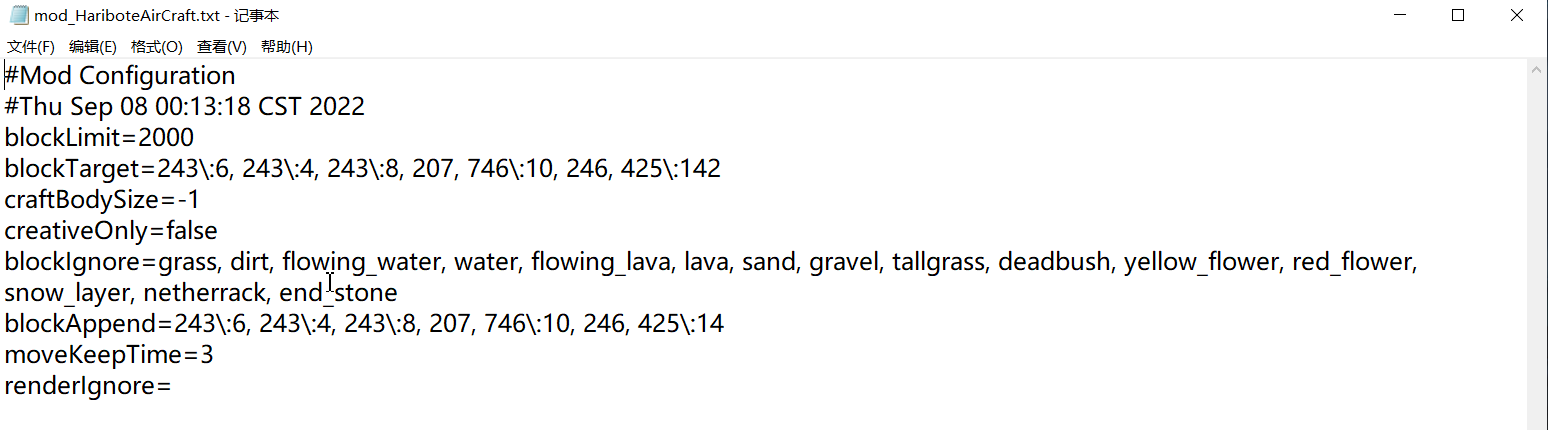 mod_HariboteAirCraft.txt - 记事本
文件(F) 编辑(E) 格式(O) 查看(V) 帮助(H)
#Mod Configuration
#Thu Sep 08 00:13:18 CST 2022
blockLimit=2000
blockTarget=243\:6, 243\:4, 243\:8, 207, 746\:10, 246, 425\:142
craftBodySize=-1
creativeOnly=false
blockIgnore=grass, dirt, flowing_water, water, flowing_lava, lava, sand, gravel, tallgrass, deadbush, yellow_flower, red_flower,
snow_layer, netherrack, end_stone
blockAppend=243\:6, 243\:4, 243\:8, 207, 746\:10, 246, 425\:14
moveKeepTime=3
renderIgnore=